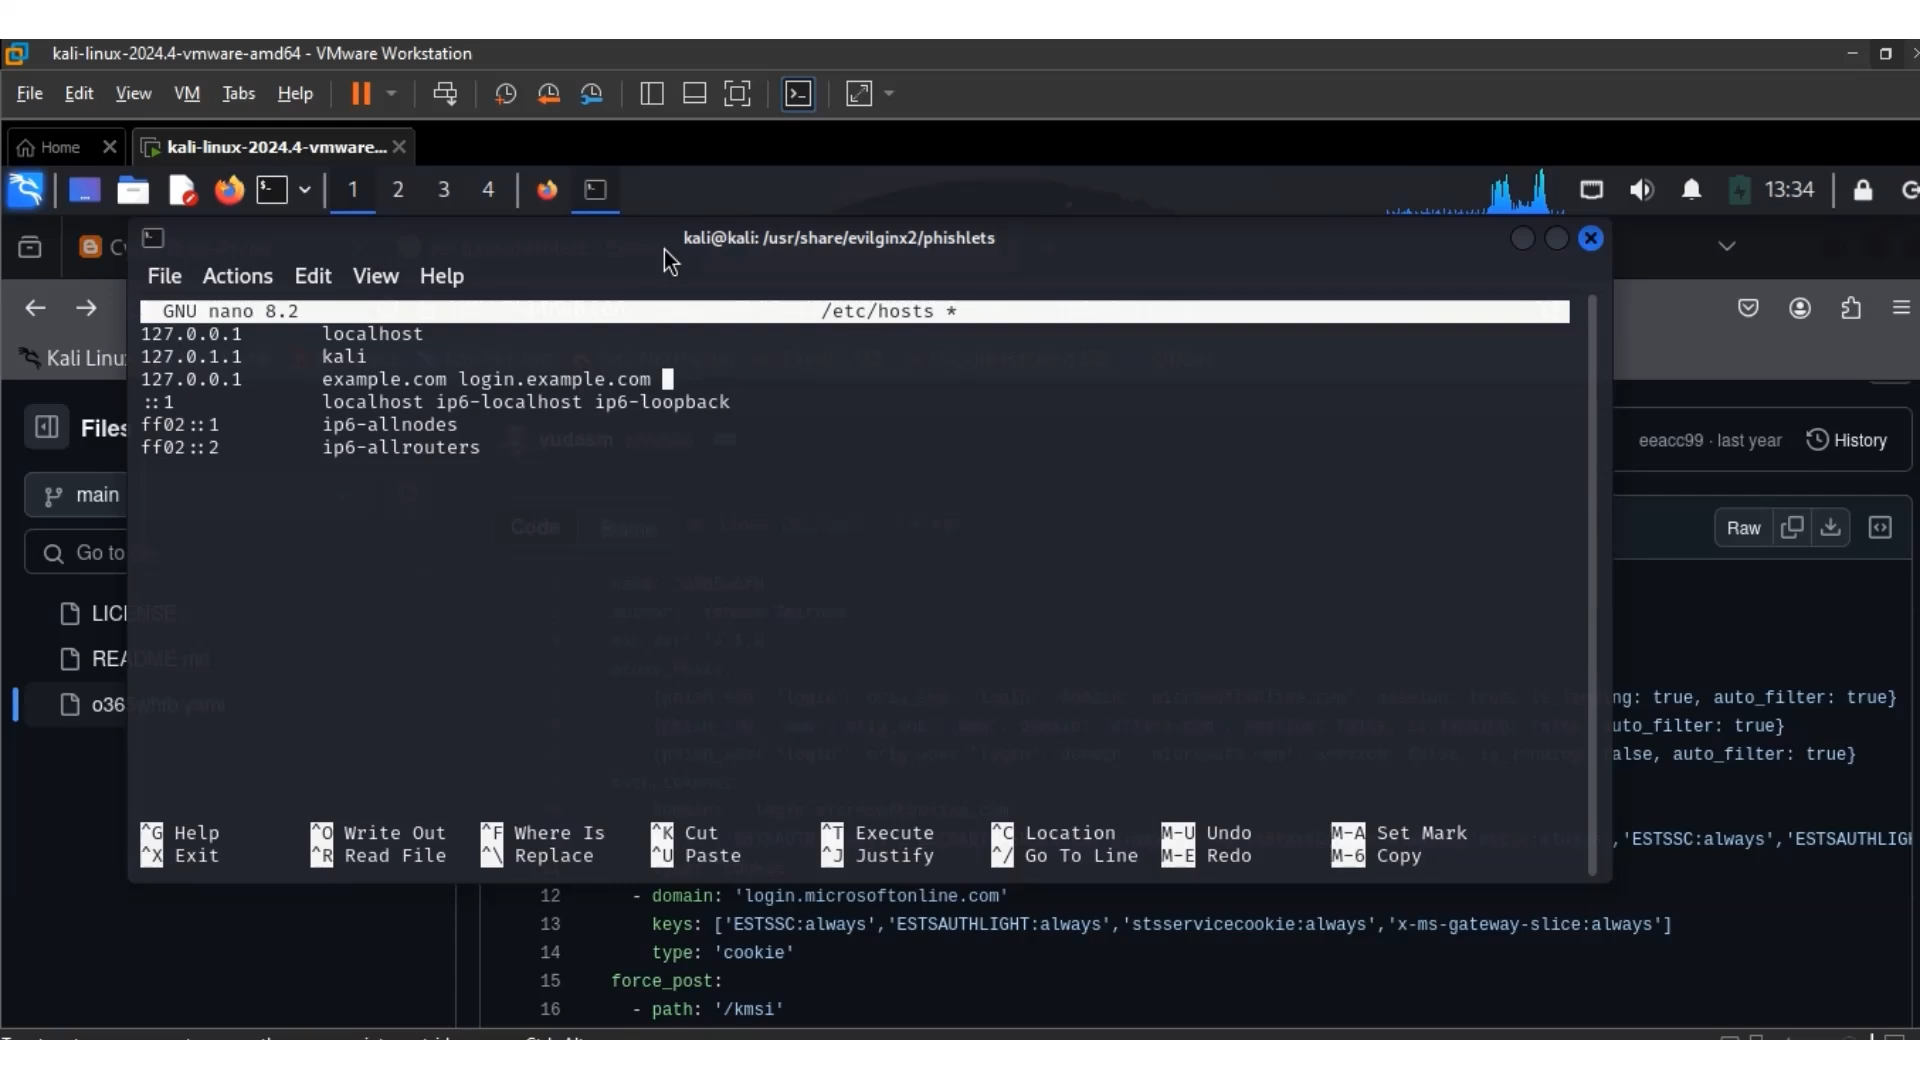 kali-linux-2024.4-vmware-amd64 - VMware Workstation
File Edit View VM Tabs Help
Home kali-linux-2024.4-vmware...
1 2 3 4 13:34
kali@kali: /usr/share/evilginx2/phishlets
File Actions Edit View Help
GNU nano 8.2 /etc/hosts *
127.0.0.1 localhost
127.0.1.1 kali
127.0.0.1 example.com login.example.com
::1 localhost ip6-localhost ip6-loopback
ff02::1 ip6-allnodes
ff02::2 ip6-allrouters
^G Help ^O Write Out ^F Where Is ^K Cut ^T Execute ^C Location M-U Undo M-A Set Mark
^X Exit ^R Read File ^\ Replace ^U Paste ^J Justify ^/ Go To Line M-E Redo M-6 Copy
Kali Linu
Files
yudasm
eeacc99 · last year History
main
Code
Raw
Go to
LICENSE
README.md
o365
ng: true, auto_filter: true}
uto_filter: true}
alse, auto_filter: true}
,'ESTSSC:always','ESTSAUTHLIGH
12 - domain: 'login.microsoftonline.com'
13 keys: ['ESTSSC:always','ESTSAUTHLIGHT:always','stsservicecookie:always','x-ms-gateway-slice:always']
14 type: 'cookie'
15 force_post:
16 - path: '/kmsi'